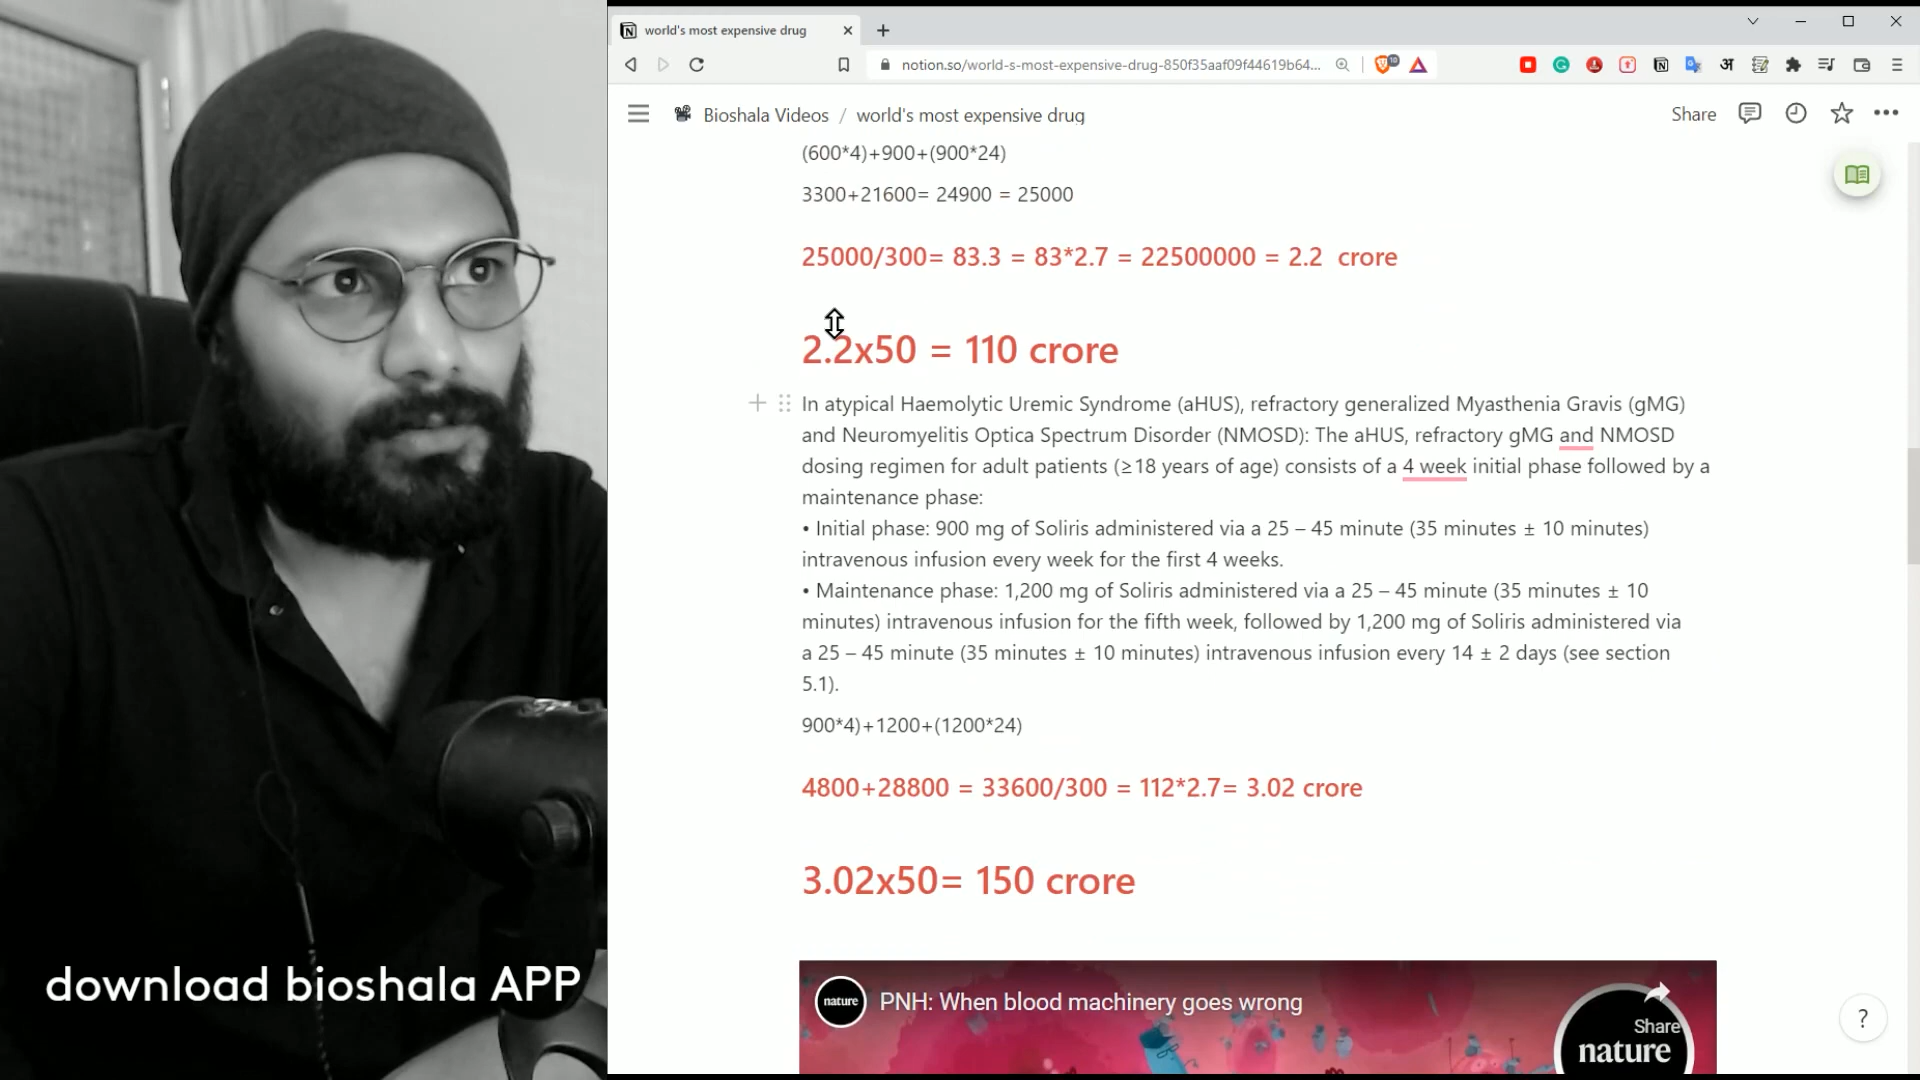 world's most expensive drug
notion.so/world-s-most-expensive-drug-850f35aaf09f44619b64...
Bioshala Videos / world's most expensive drug
Share
(600*4)+900+(900*24)
3300+21600= 24900 = 25000
25000/300= 83.3 = 83*2.7 = 22500000 = 2.2 crore
2.2x50 = 110 crore
In atypical Haemolytic Uremic Syndrome (aHUS), refractory generalized Myasthenia Gravis (gMG)
and Neuromyelitis Optica Spectrum Disorder (NMOSD): The aHUS, refractory gMG and NMOSD
dosing regimen for adult patients (≥18 years of age) consists of a 4 week initial phase followed by a
maintenance phase:
• Initial phase: 900 mg of Soliris administered via a 25 – 45 minute (35 minutes ± 10 minutes)
intravenous infusion every week for the first 4 weeks.
• Maintenance phase: 1,200 mg of Soliris administered via a 25 – 45 minute (35 minutes ± 10
minutes) intravenous infusion for the fifth week, followed by 1,200 mg of Soliris administered via
a 25 – 45 minute (35 minutes ± 10 minutes) intravenous infusion every 14 ± 2 days (see section
5.1).
900*4)+1200+(1200*24)
4800+28800 = 33600/300 = 112*2.7= 3.02 crore
3.02x50= 150 crore
nature
PNH: When blood machinery goes wrong
Share
nature
?
download bioshala APP